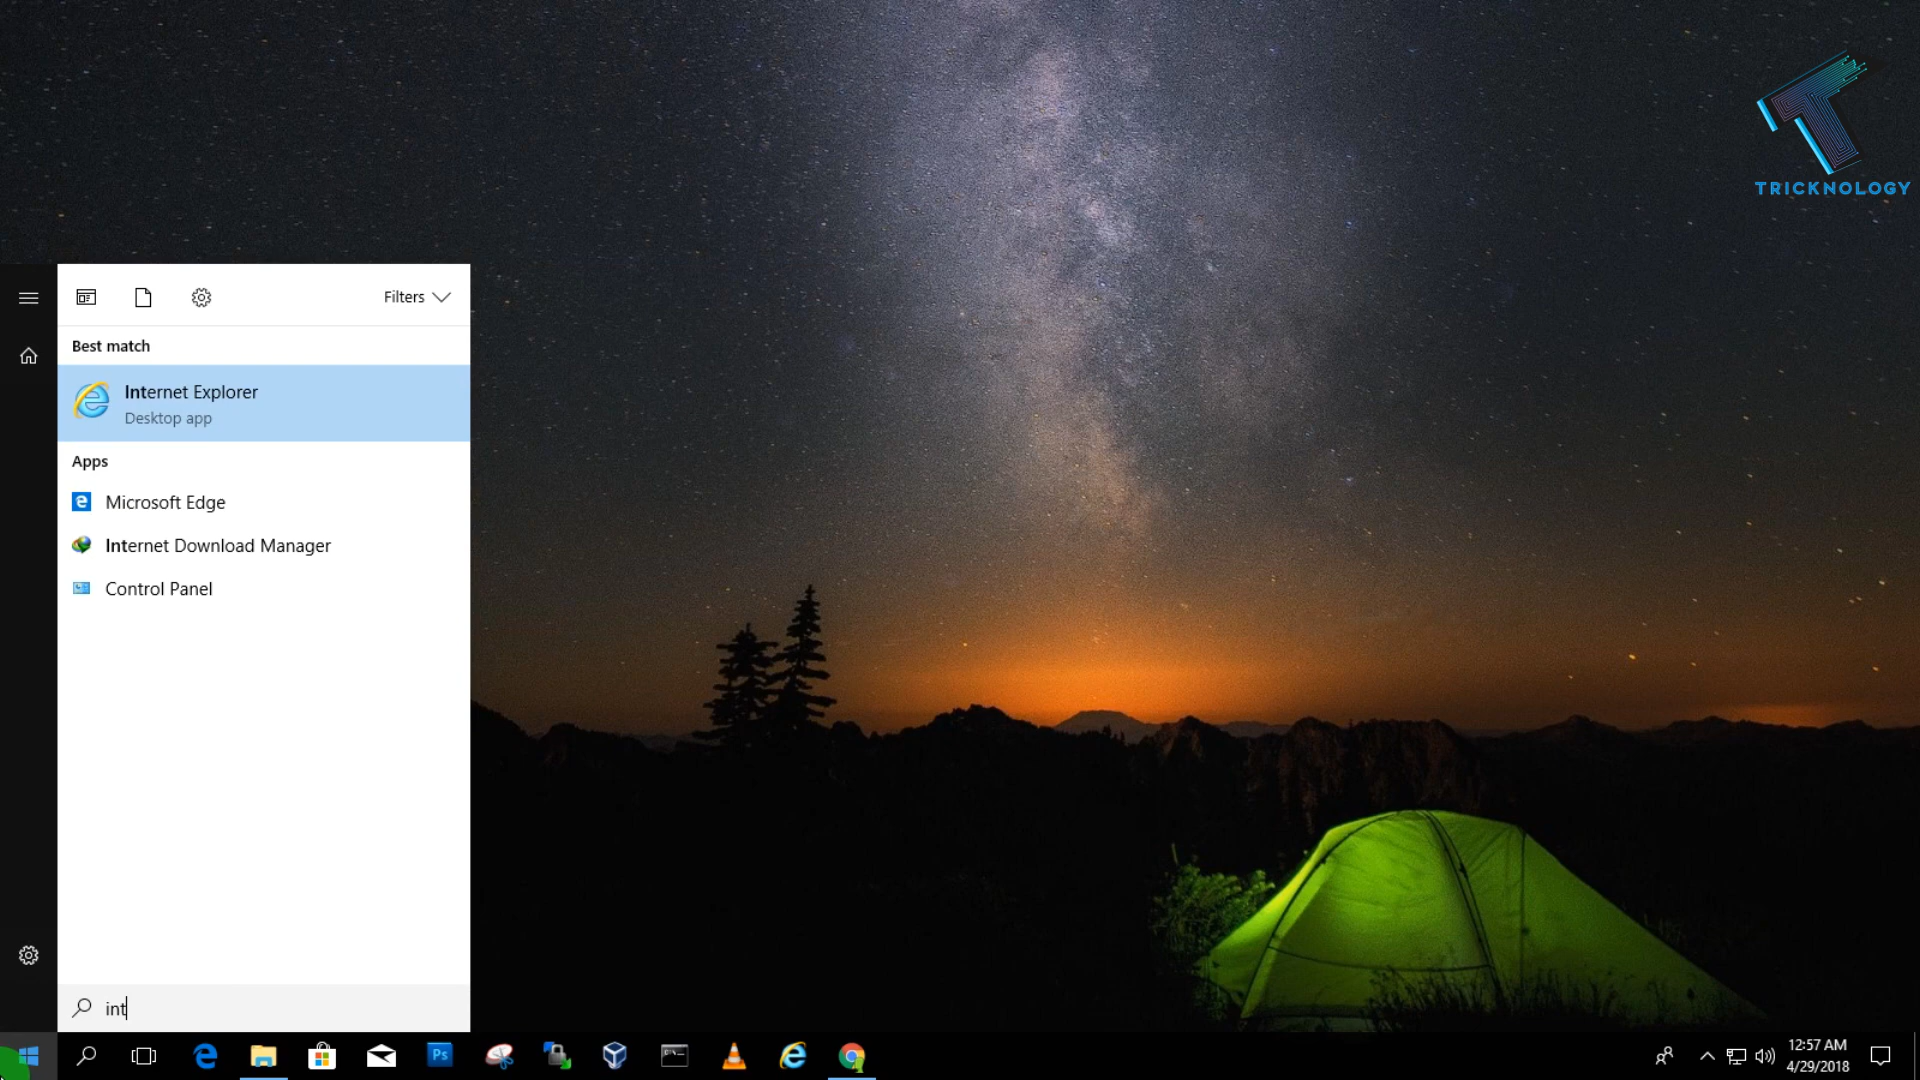 TRICKNOLOGY
Filters
Best match
Internet Explorer
Desktop app
Apps
Microsoft Edge
Internet Download Manager
Control Panel
int
Ps
12:57 AM
4/29/2018